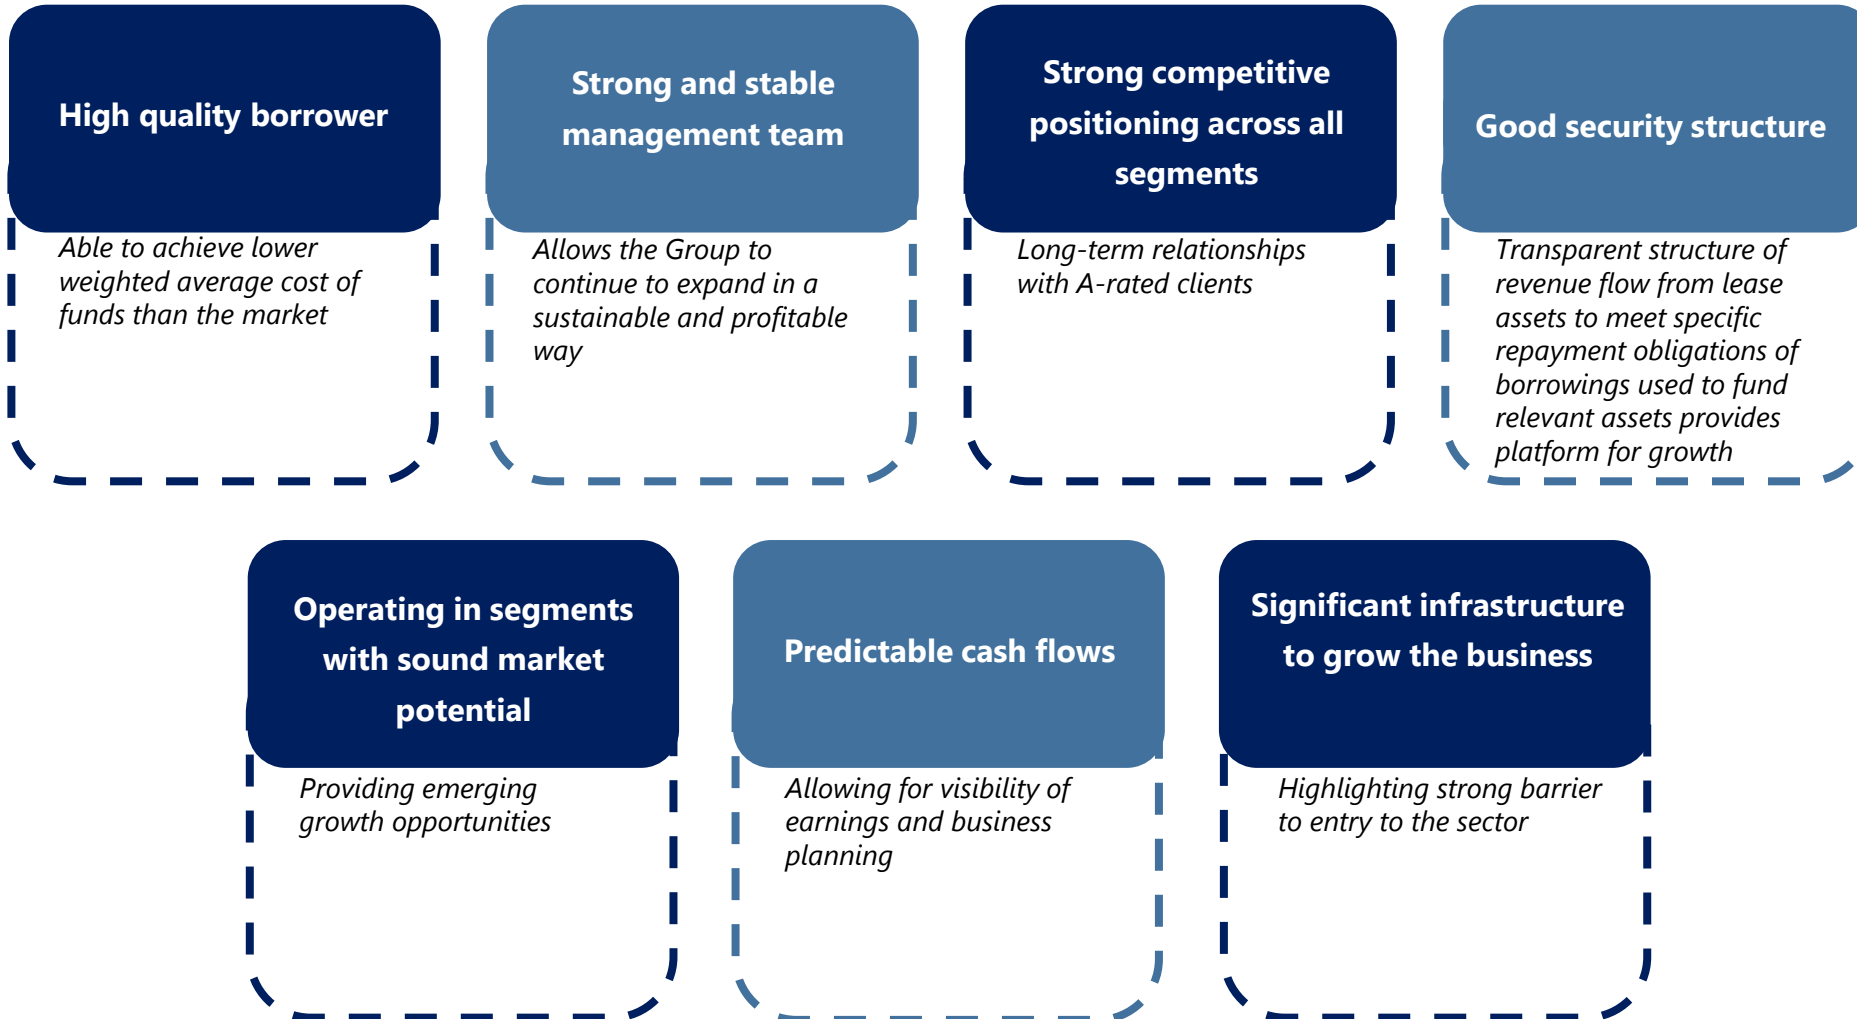 High quality borrower
Able to achieve lower
weighted average cost of
funds than the market
Strong and stable
management team
Allows the Group to
continue to expand in a
sustainable and profitable
way
Strong competitive
positioning across all
segments
Long-term relationships
with A-rated clients
Good security structure
Transparent structure of
revenue flow from lease
assets to meet specific
repayment obligations of
borrowings used to fund
relevant assets provides
platform for growth
Operating in segments
with sound market
potential
Providing emerging
growth opportunities
Predictable cash flows
Allowing for visibility of
earnings and business
planning
Significant infrastructure
to grow the business
Highlighting strong barrier
to entry to the sector